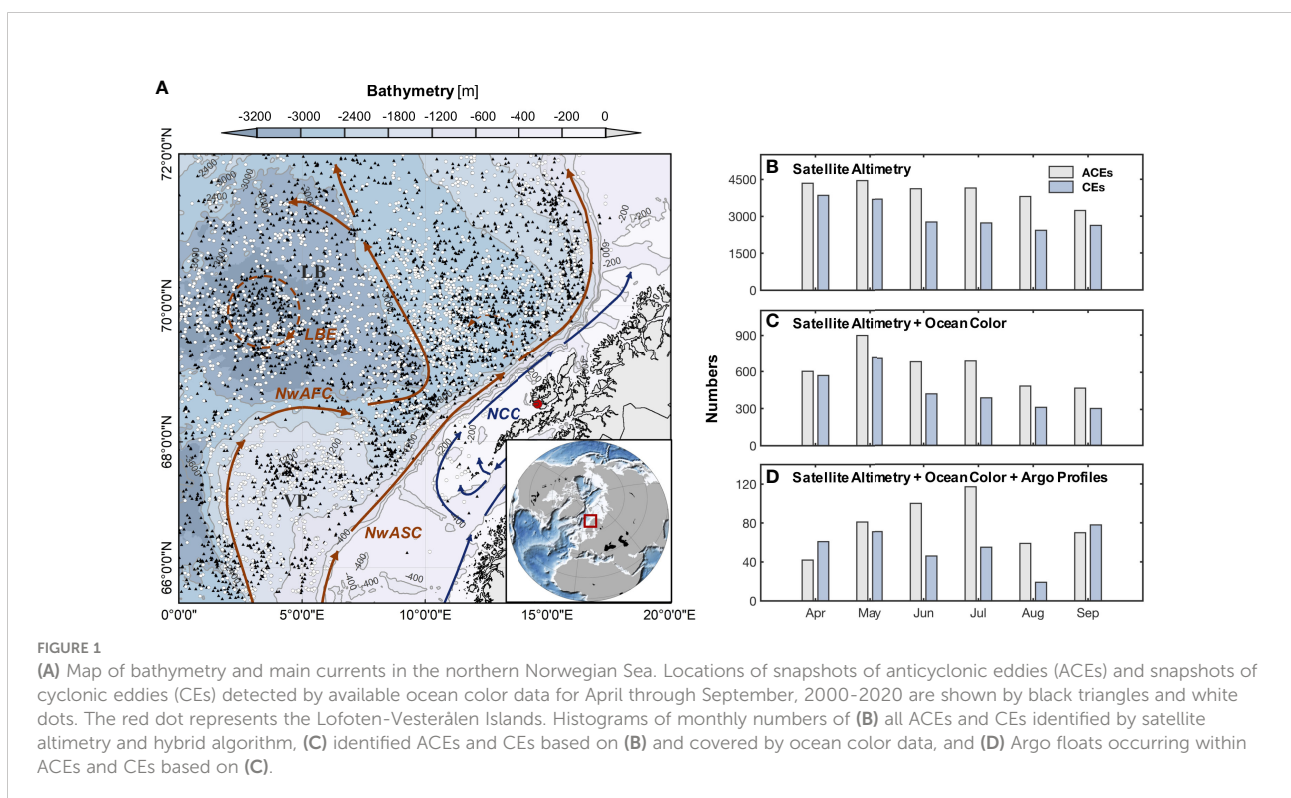 A
Bathymetry [m]
-3200 -3000 -2400 -1800 -1200 -600 -400 -200 0
72°0'0"N
70°0'0"N
68°0'0"N
66°0'0"N
0°0'0" 5°0'0"E 10°0'0"E 15°0'0"E 20°0'0"E
LB
LBE
NwAFC
NCC
VP
NwASC
-200
-200
-600
-200
-400
-400
-400
-400
B Satellite Altimetry
ACEs
CEs
4500
3000
1500
0
C Satellite Altimetry + Ocean Color
900
600
300
0
Numbers
D Satellite Altimetry + Ocean Color + Argo Profiles
120
80
40
0
Apr May Jun Jul Aug Sep
FIGURE 1
(A) Map of bathymetry and main currents in the northern Norwegian Sea. Locations of snapshots of anticyclonic eddies (ACEs) and snapshots of
cyclonic eddies (CEs) detected by available ocean color data for April through September, 2000-2020 are shown by black triangles and white
dots. The red dot represents the Lofoten-Vesterålen Islands. Histograms of monthly numbers of (B) all ACEs and CEs identified by satellite
altimetry and hybrid algorithm, (C) identified ACEs and CEs based on (B) and covered by ocean color data, and (D) Argo floats occurring within
ACEs and CEs based on (C).